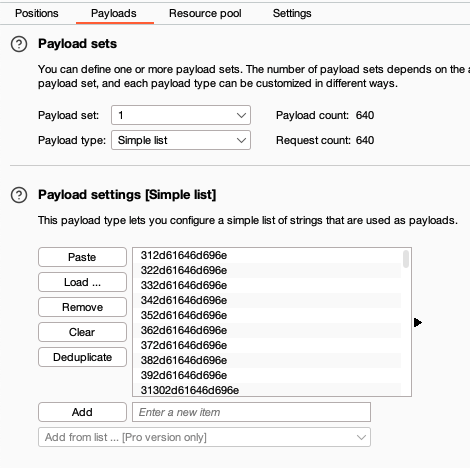 Positions Payloads Resource pool Settings
? Payload sets
You can define one or more payload sets. The number of payload sets depends on the
payload set, and each payload type can be customized in different ways.
Payload set: 1 Payload count: 640
Payload type: Simple list Request count: 640
? Payload settings [Simple list]
This payload type lets you configure a simple list of strings that are used as payloads.
Paste
Load ...
Remove
Clear
Deduplicate
312d61646d696e
322d61646d696e
332d61646d696e
342d61646d696e
352d61646d696e
362d61646d696e
372d61646d696e
382d61646d696e
392d61646d696e
31302d61646d696e
Add Enter a new item
Add from list ... [Pro version only]